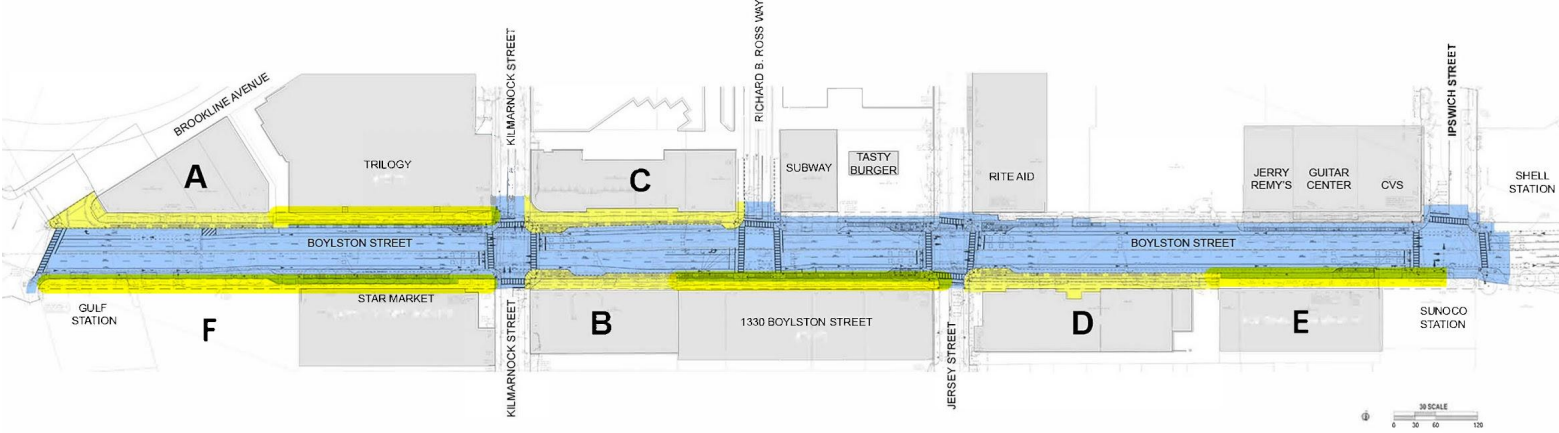 KILMARNOCK STREET
RICHARD B. ROSS WAY
IPSWICH STREET
BROOKLINE AVENUE
A
TRILOGY
C
SUBWAY
TASTY
BURGER
RITE AID
JERRY
REMY'S
GUITAR
CENTER
CVS
SHELL
STATION
BOYLSTON STREET
BOYLSTON STREET
GULF
STATION
F
STAR MARKET
KILMARNOCK STREET
B
1330 BOYLSTON STREET
JERSEY STREET
D
E
SUNOCO
STATION
30 SCALE
0 30 60 120